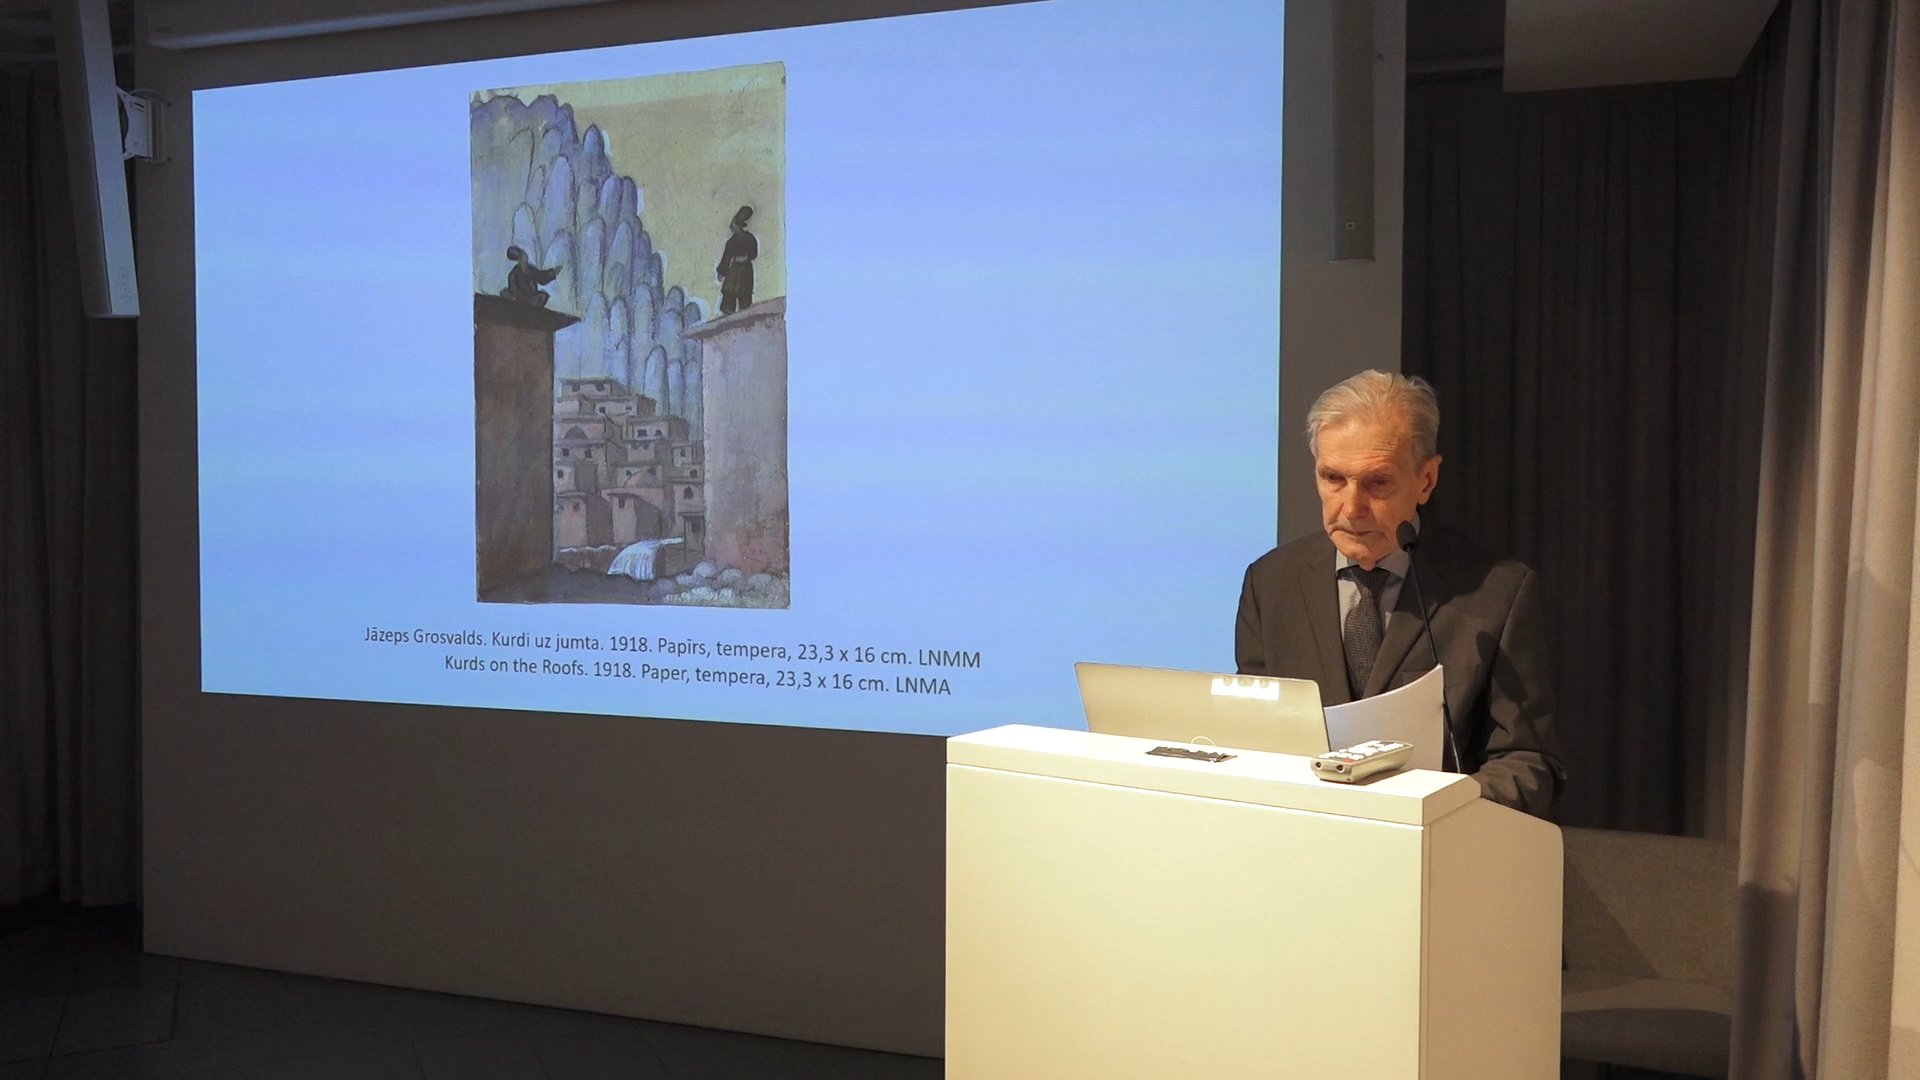 Jāzeps Grosvalds. Kurdi uz jumta. 1918. Papīrs, tempera, 23,3 x 16 cm. LNMM
Kurds on the Roofs. 1918. Paper, tempera, 23,3 x 16 cm. LNMA